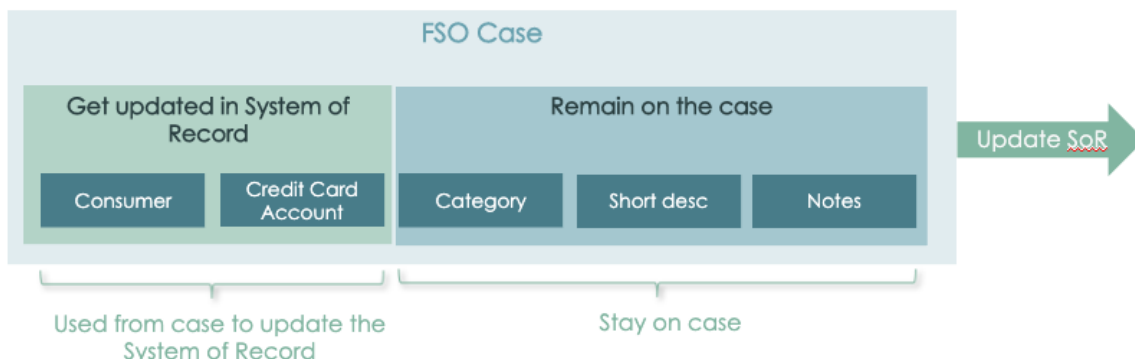 FSO Case
Get updated in System of
Record
Remain on the case
Update SoR
Consumer
Credit Card
Account
Category
Short desc
Notes
Used from case to update the
System of Record
Stay on case